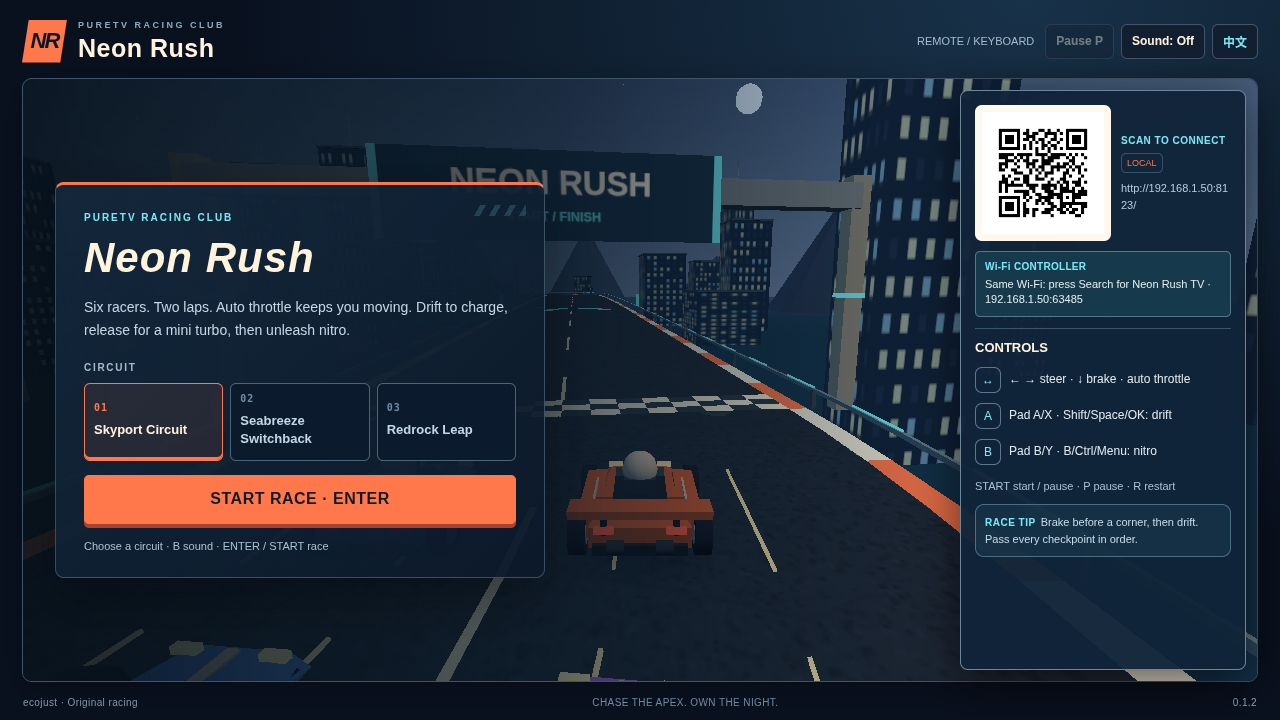 NR
PURETV RACING CLUB
Neon Rush
REMOTE / KEYBOARD
Pause P
Sound: Off
中文
NEON RUSH
T / FINISH
PURETV RACING CLUB
Neon Rush
Six racers. Two laps. Auto throttle keeps you moving. Drift to charge,
release for a mini turbo, then unleash nitro.
CIRCUIT
01
Skyport Circuit
02
Seabreeze
Switchback
03
Redrock Leap
START RACE · ENTER
Choose a circuit · B sound · ENTER / START race
SCAN TO CONNECT
LOCAL
http://192.168.1.50:81
23/
Wi-Fi CONTROLLER
Same Wi-Fi: press Search for Neon Rush TV ·
192.168.1.50:63485
CONTROLS
↔ ← → steer · ↓ brake · auto throttle
A Pad A/X · Shift/Space/OK: drift
B Pad B/Y · B/Ctrl/Menu: nitro
START start / pause · P pause · R restart
RACE TIP Brake before a corner, then drift.
Pass every checkpoint in order.
ecojust · Original racing
CHASE THE APEX. OWN THE NIGHT.
0.1.2